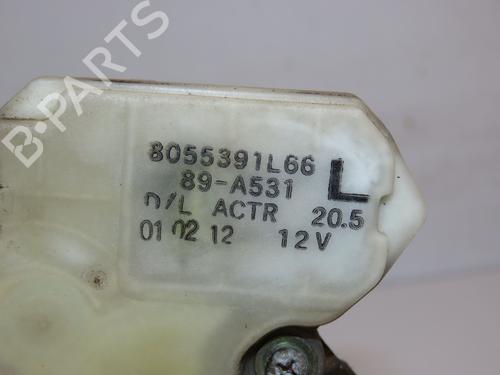 B-PARTS
8055391L66
89-A531 L
D/L ACTR 20.5
01 02 12 12V